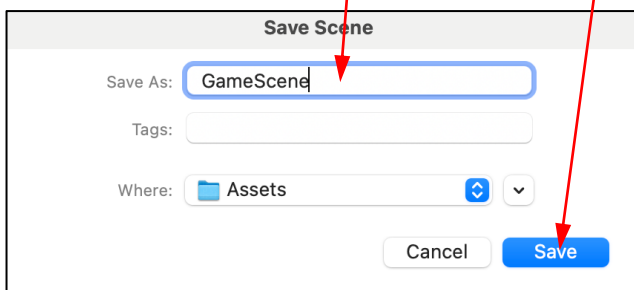 Save Scene
Save As: GameScene
Tags:
Where: Assets
Cancel Save